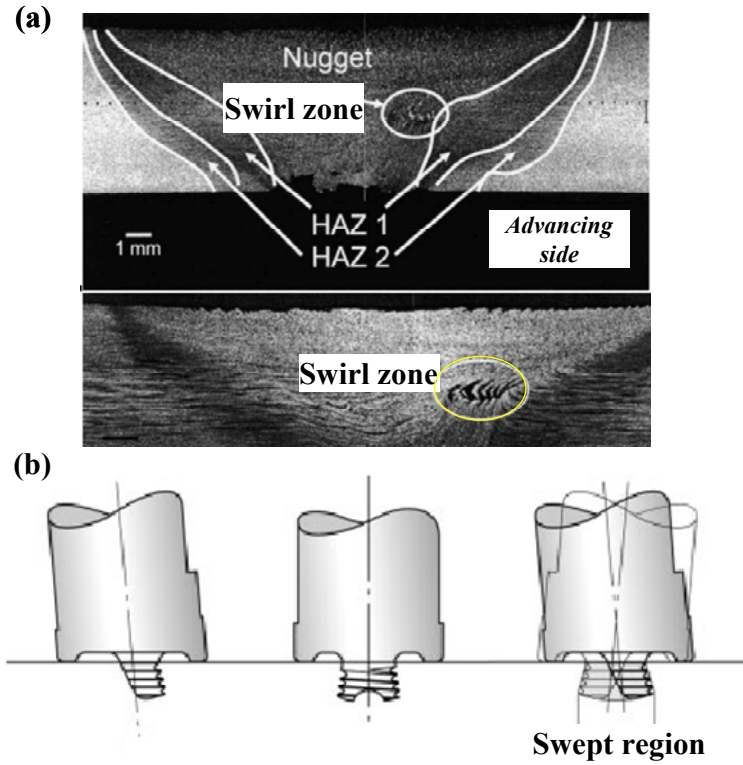 (a)
Nugget
Swirl zone
HAZ 1
HAZ 2
1 mm
Advancing
side
Swirl zone
(b)
Swept region